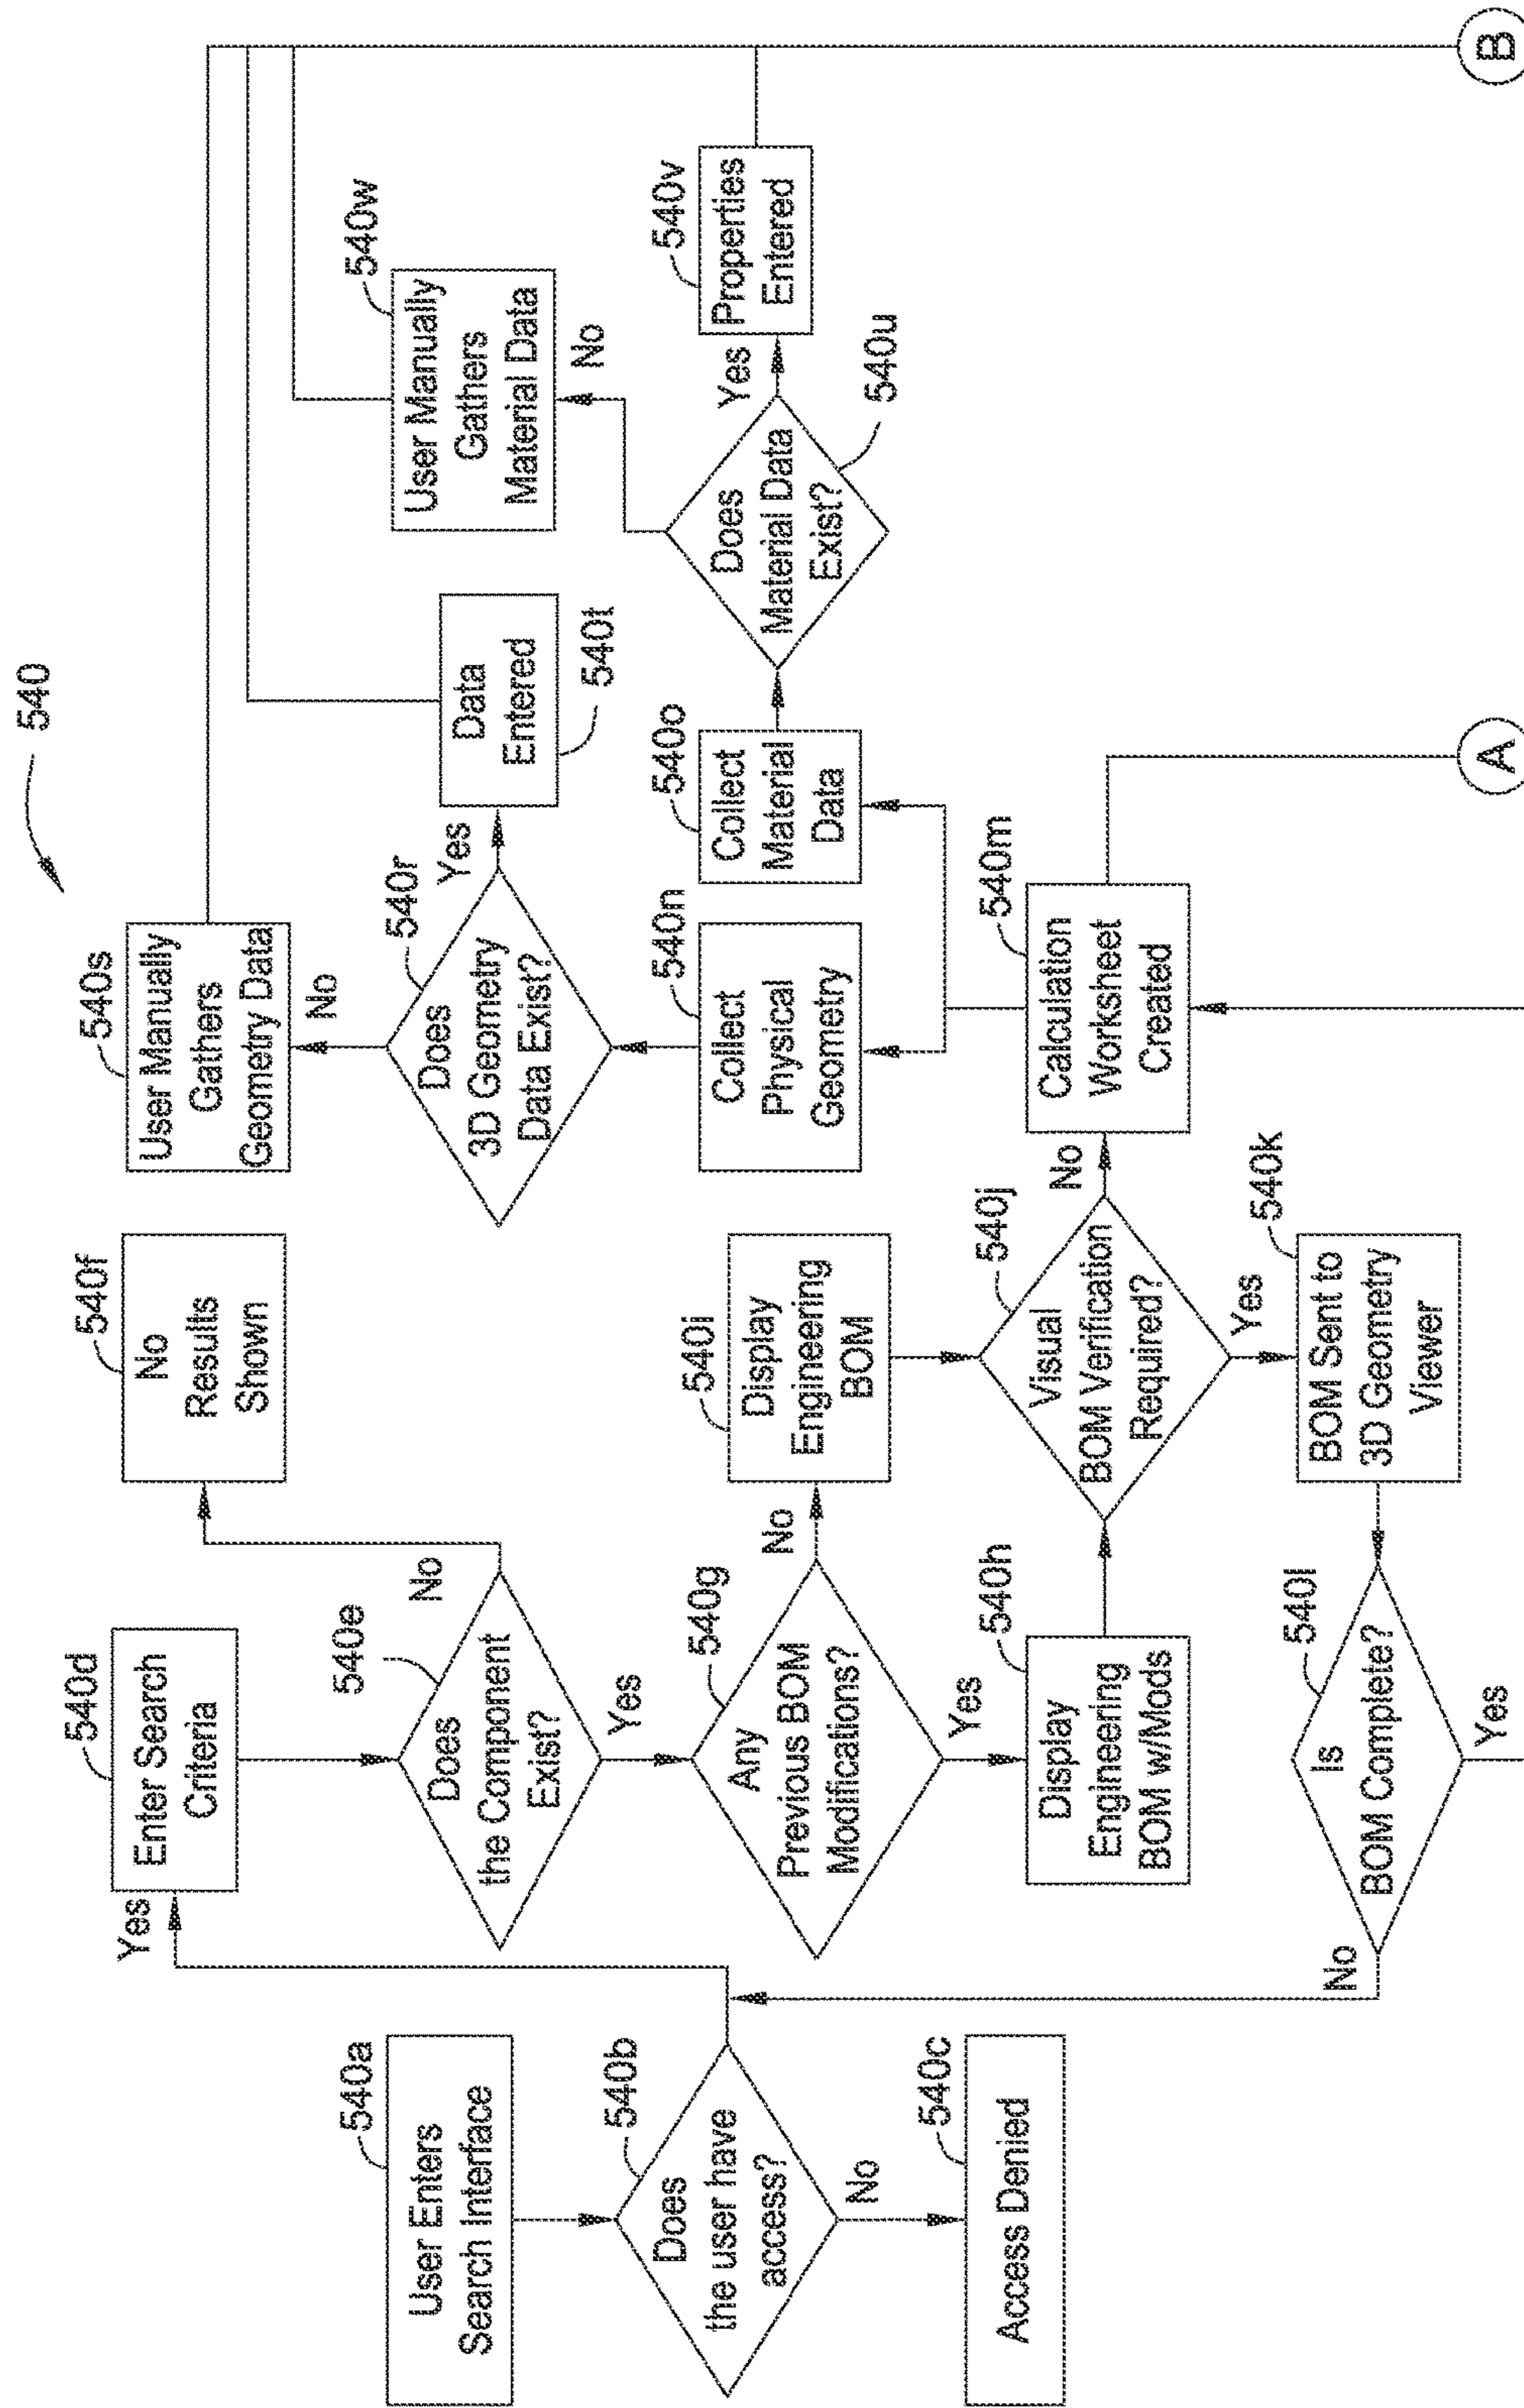 540
540a
User Enters
Search Interface
540b
Does
the user have
access?
Yes
No
540c
Access Denied
540d
Enter Search
Criteria
540e
Does
the Component
Exist?
No
Yes
540f
No
Results
Shown
540g
Any
Previous BOM
Modifications?
No
Yes
540h
Display
Engineering
BOM w/Mods
540i
Display
Engineering
BOM
540j
Visual
BOM Verification
Required?
No
Yes
540k
BOM Sent to
3D Geometry
Viewer
540l
Is
BOM Complete?
No
Yes
540m
Calculation
Worksheet
Created
540n
Collect
Physical
Geometry
540o
Collect
Material
Data
540r
Does
3D Geometry
Data Exist?
No
Yes
540s
User Manually
Gathers
Geometry Data
540t
Data
Entered
540u
Does
Material Data
Exist?
No
Yes
540v
Properties
Entered
540w
User Manually
Gathers
Material Data
A
B